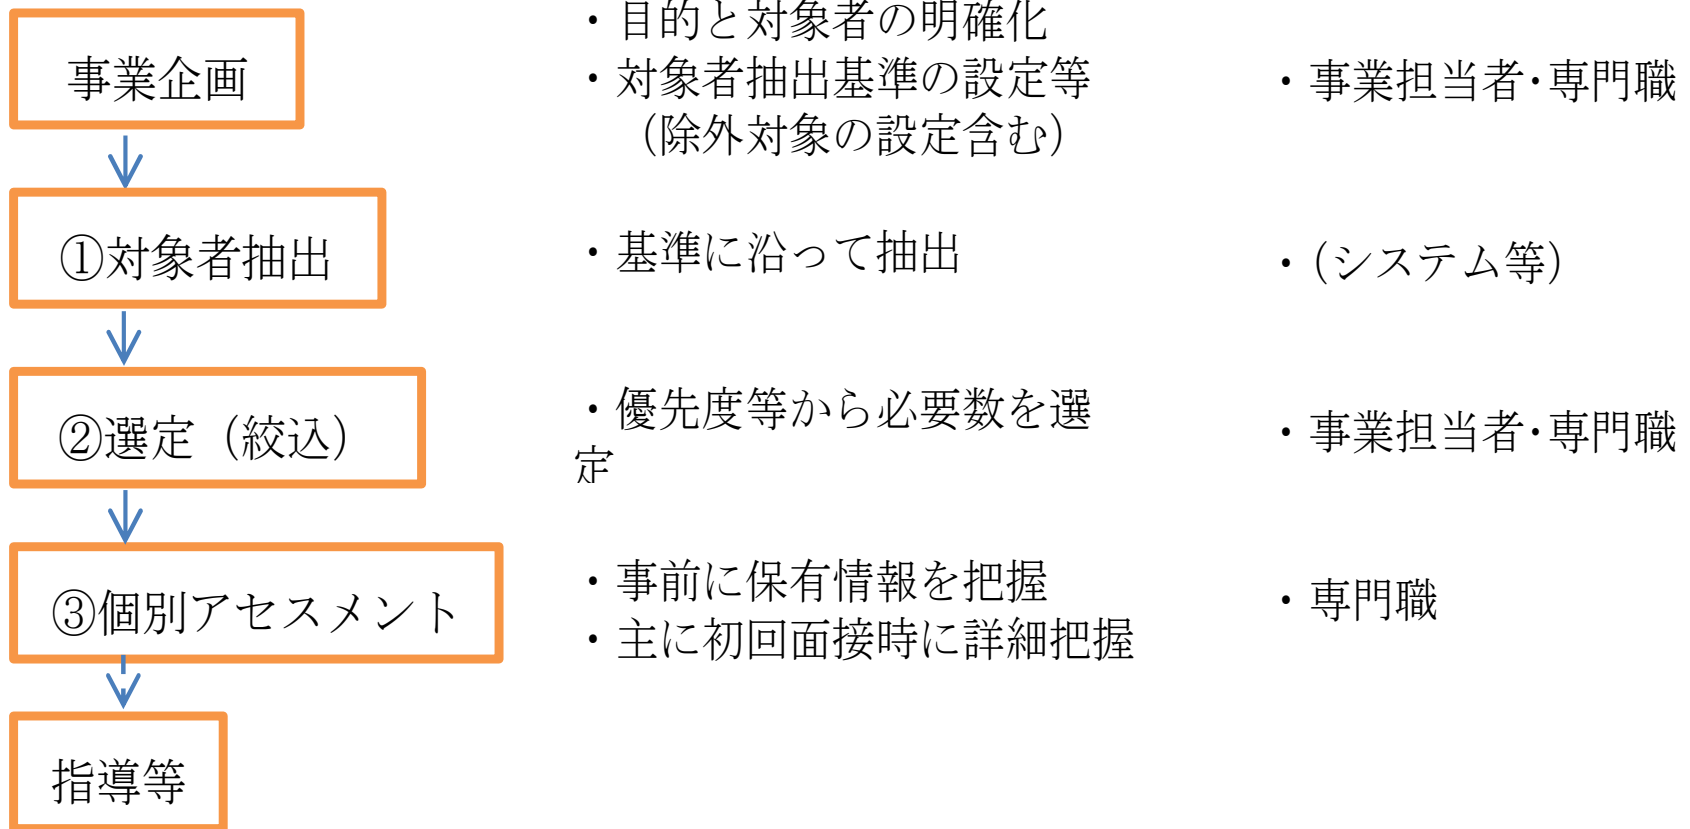 事業企画
・目的と対象者の明確化
・対象者抽出基準の設定等
（除外対象の設定含む）
・事業担当者・専門職
①対象者抽出
・基準に沿って抽出
・（システム等）
②選定（絞込）
・優先度等から必要数を選
定
・事業担当者・専門職
③個別アセスメント
・事前に保有情報を把握
・主に初回面接時に詳細把握
・専門職
指導等